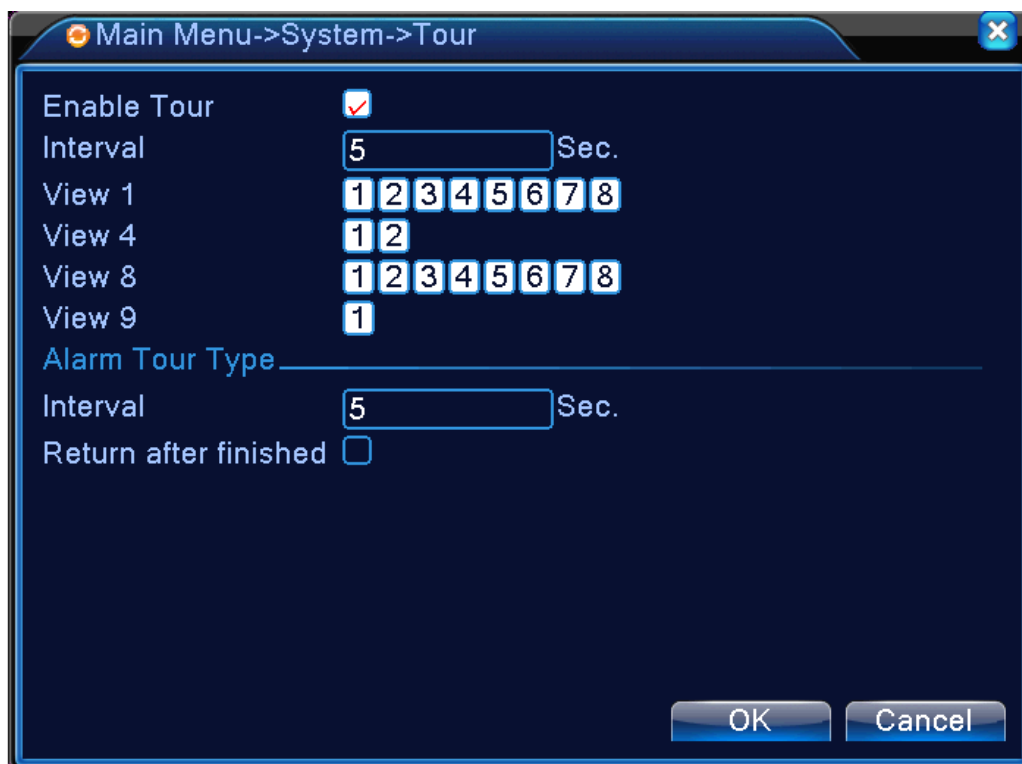 Main Menu->System->Tour
Enable Tour
Interval 5 Sec.
View 1 1 2 3 4 5 6 7 8
View 4 1 2
View 8 1 2 3 4 5 6 7 8
View 9 1
Alarm Tour Type
Interval 5 Sec.
Return after finished
OK Cancel